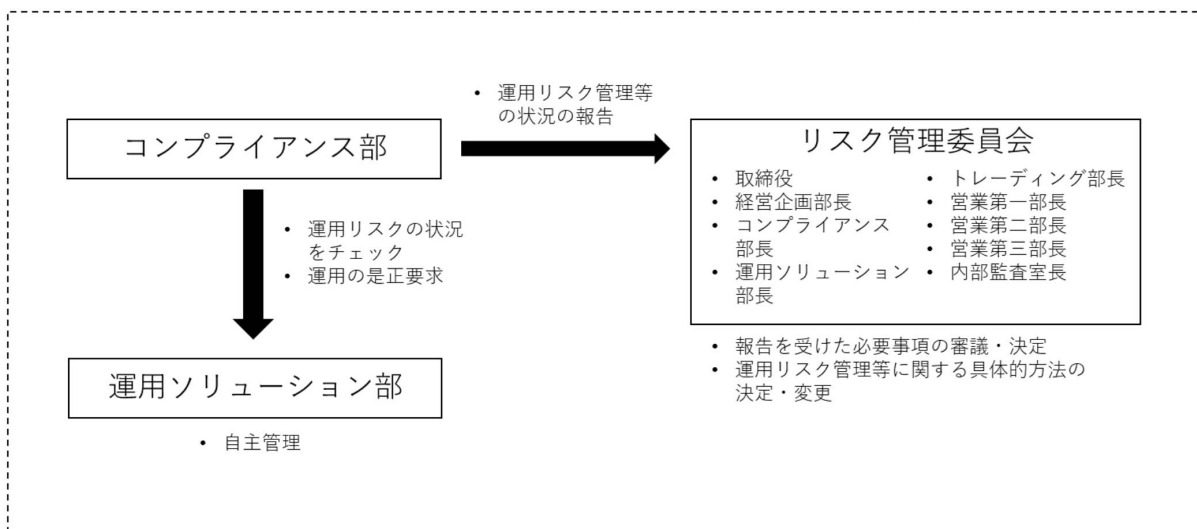 • 運用リスク管理等
の状況の報告
コンプライアンス部
• 運用リスクの状況
をチェック
• 運用の是正要求
運用ソリューション部
• 自主管理
リスク管理委員会
• 取締役
• 経営企画部長
• コンプライアンス
部長
• 運用ソリューション
部長
• トレーディング部長
• 営業第一部長
• 営業第二部長
• 営業第三部長
• 内部監査室長
• 報告を受けた必要事項の審議・決定
• 運用リスク管理等に関する具体的方法の
決定・変更